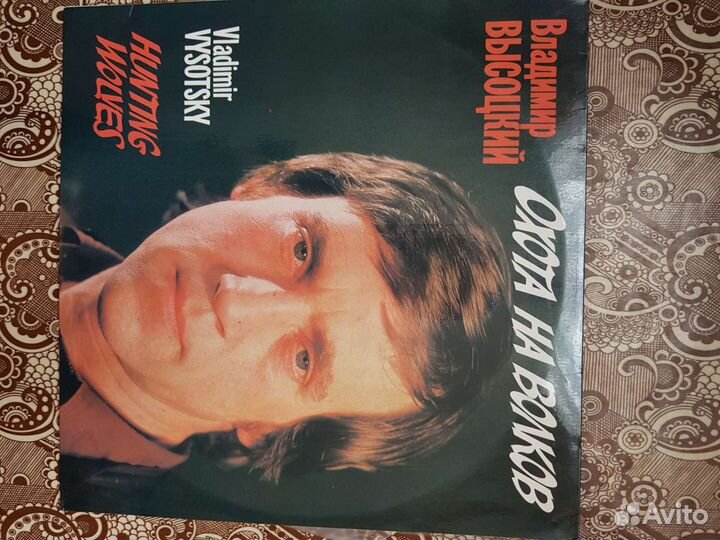 Владимир
ВЫСОЦКИЙ
ОХОТА НА ВОЛКОВ
Vladimir
VYSOTSKY
HUNTING
WOLVES
Avito